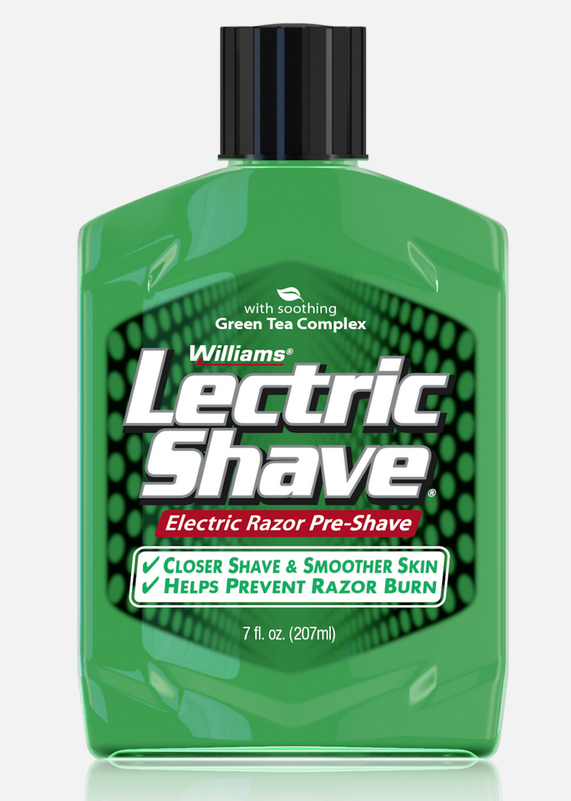 with soothing
Green Tea Complex
Williams®
Lectric
Shave®
Electric Razor Pre-Shave
✓ CLOSER SHAVE & SMOOTHER SKIN
✓ HELPS PREVENT RAZOR BURN
7 fl. oz. (207ml)